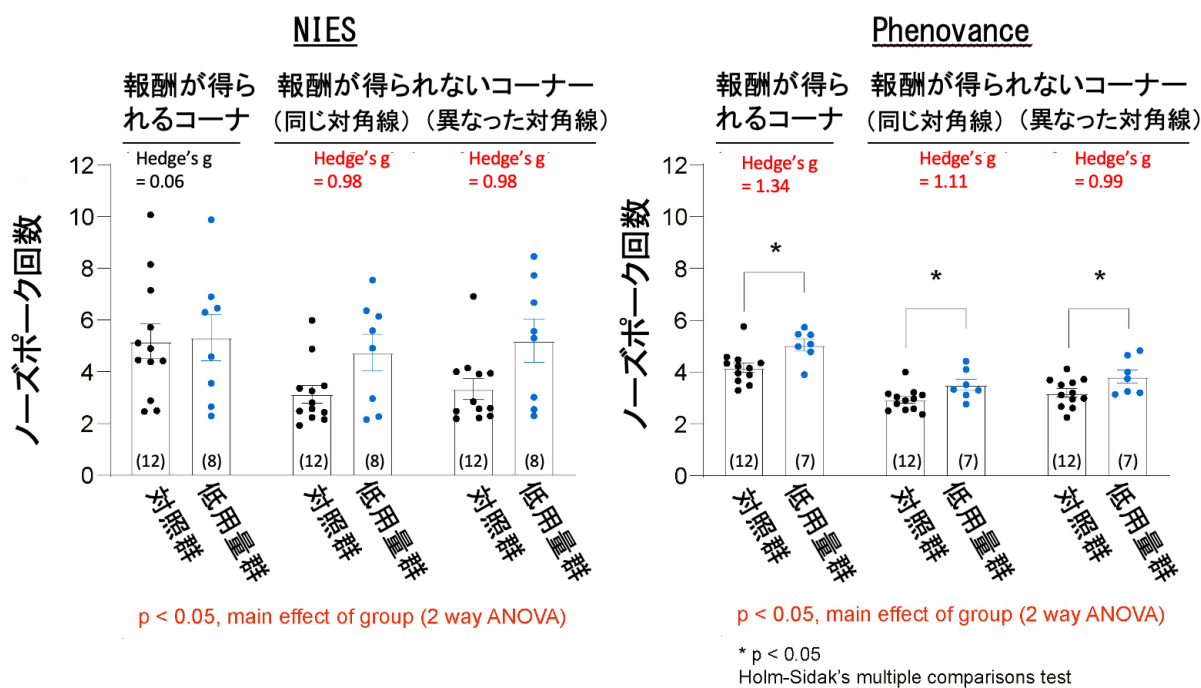 NIES
報酬が得ら
れるコーナ
報酬が得られないコーナー
(同じ対角線) (異なった対角線)
Hedge's g
= 0.06
Hedge's g
= 0.98
Hedge's g
= 0.98
ノーズポーク回数
12
10
8
6
4
2
0
(12)
(8)
(12)
(8)
(12)
(8)
対照群
低用量群
対照群
低用量群
対照群
低用量群
p < 0.05, main effect of group (2 way ANOVA)
Phenovance
報酬が得ら
れるコーナ
報酬が得られないコーナー
(同じ対角線) (異なった対角線)
Hedge's g
= 1.34
Hedge's g
= 1.11
Hedge's g
= 0.99
ノーズポーク回数
12
10
8
6
4
2
0
*
*
*
(12)
(7)
(12)
(7)
(12)
(7)
対照群
低用量群
対照群
低用量群
対照群
低用量群
p < 0.05, main effect of group (2 way ANOVA)
* p < 0.05
Holm-Sidak's multiple comparisons test